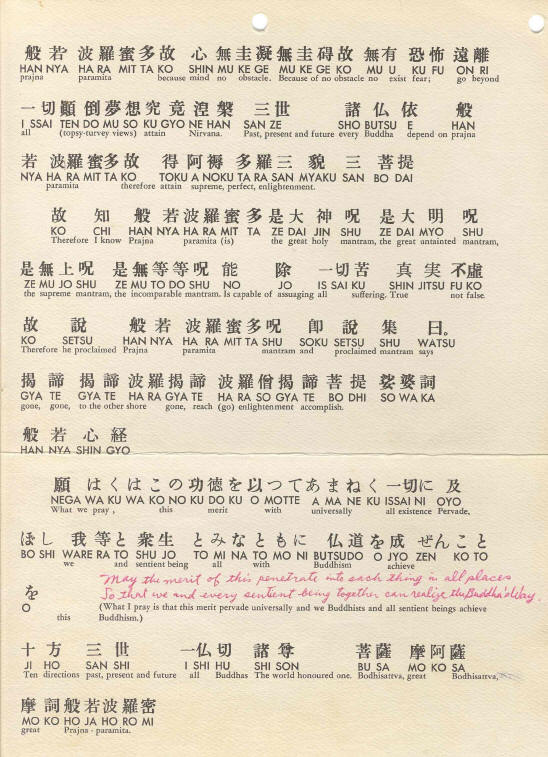 般若波羅蜜多故 心無圭礙無圭碍故無有恐怖遠離
HAN NYA HA RA MIT TA KO SHIN MU KE GE MU KE GE KO MU U KU FU ON RI
prajna paramita because mind no obstacle. Because of no obstacle no exist fear; go beyond
一切顚倒夢想究竟涅槃 三世 諸仏依 般
I SSAI TEN DO MU SO KU GYO NE HAN SAN ZE SHO BUTSU E HAN
all (topsy-turvey views) attain Nirvana. Past, present and future every Buddha depend on prajna
若波羅蜜多故 得阿褥多羅三貌三菩提
NYA HA RA MIT TA KO TOKU A NOKU TA RA SAN MYAKU SAN BO DAI
paramita therefore attain supreme, perfect, enlightenment.
故知般若波羅蜜多是大神呪 是大明呪
KO CHI HAN NYA HA RA MIT TA ZE DAI JIN SHU ZE DAI MYO SHU
Therefore I know Prajna paramita (is) the great holy mantram, the great untainted mantram,
是無上呪 是無等等呪能 除 一切苦 真実不虚
ZE MU JO SHU ZE MU TO DO SHU NO JO IS SAI KU SHIN JITSU FU KO
the supreme mantram, the incomparable mantram. Is capable of assuaging all suffering. True not false.
故説 般若波羅蜜多呪 卽説集曰。
KO SETSU HAN NYA HA RA MIT TA SHU SOKU SETSU SHU WATSU
Therefore he proclaimed Prajna paramita mantram and proclaimed mantram says
揭諦 揭諦 波羅揭諦 波羅僧揭諦菩提 娑婆訶
GYA TE GYA TE HA RA GYA TE HA RA SO GYA TE BO DHI SO WA KA
gone, gone, to the other shore gone, reach (go) enlightenment accomplish.
般若心経
HAN NYA SHIN GYO
願はくはこの功徳を以つてあまねく一切に及
NEGA WA KU WA KO NO KU DO KU O MOTTE A MA NE KU ISSAI NI OYO
What we pray, this merit with universally all existence Pervade,
ほし 我等と衆生 とみなともに 仏道を成ぜんこと
BO SHI WARE RA TO SHU JO TO MI NA TO MO NI BUTSUDO O JYO ZEN KO TO
we and sentient being all with Buddhism achieve
を May the merit of this penetrate into each thing in all places
So that we and every sentient being together can realize the Buddha's Way.
O (What I pray is that this merit pervade universally and we Buddhists and all sentient beings achieve
this Buddhism.)
十方三世 一仏切諸尊 菩薩 摩阿薩
JI HO SAN SHI I SHI HU SHI SON BU SA MO KO SA
Ten directions past, present and future all Buddhas The world honoured one. Bodhisattva, great Bodhisattva,
摩訶般若波羅密
MO KO HO JA HO RO MI
great Prajna - paramita.